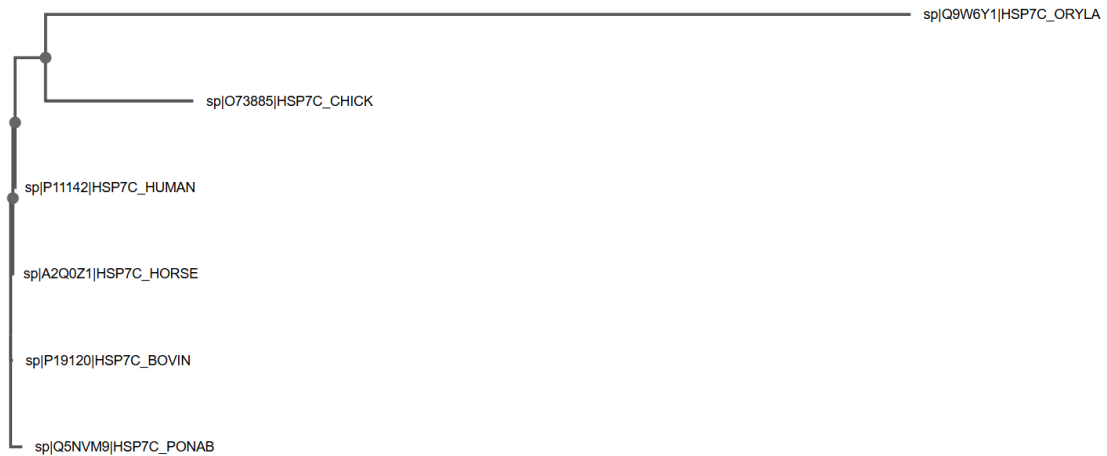 sp|Q9W6Y1|HSP7C_ORYLA
sp|O73885|HSP7C_CHICK
sp|P11142|HSP7C_HUMAN
sp|A2Q0Z1|HSP7C_HORSE
sp|P19120|HSP7C_BOVIN
sp|Q5NVM9|HSP7C_PONAB